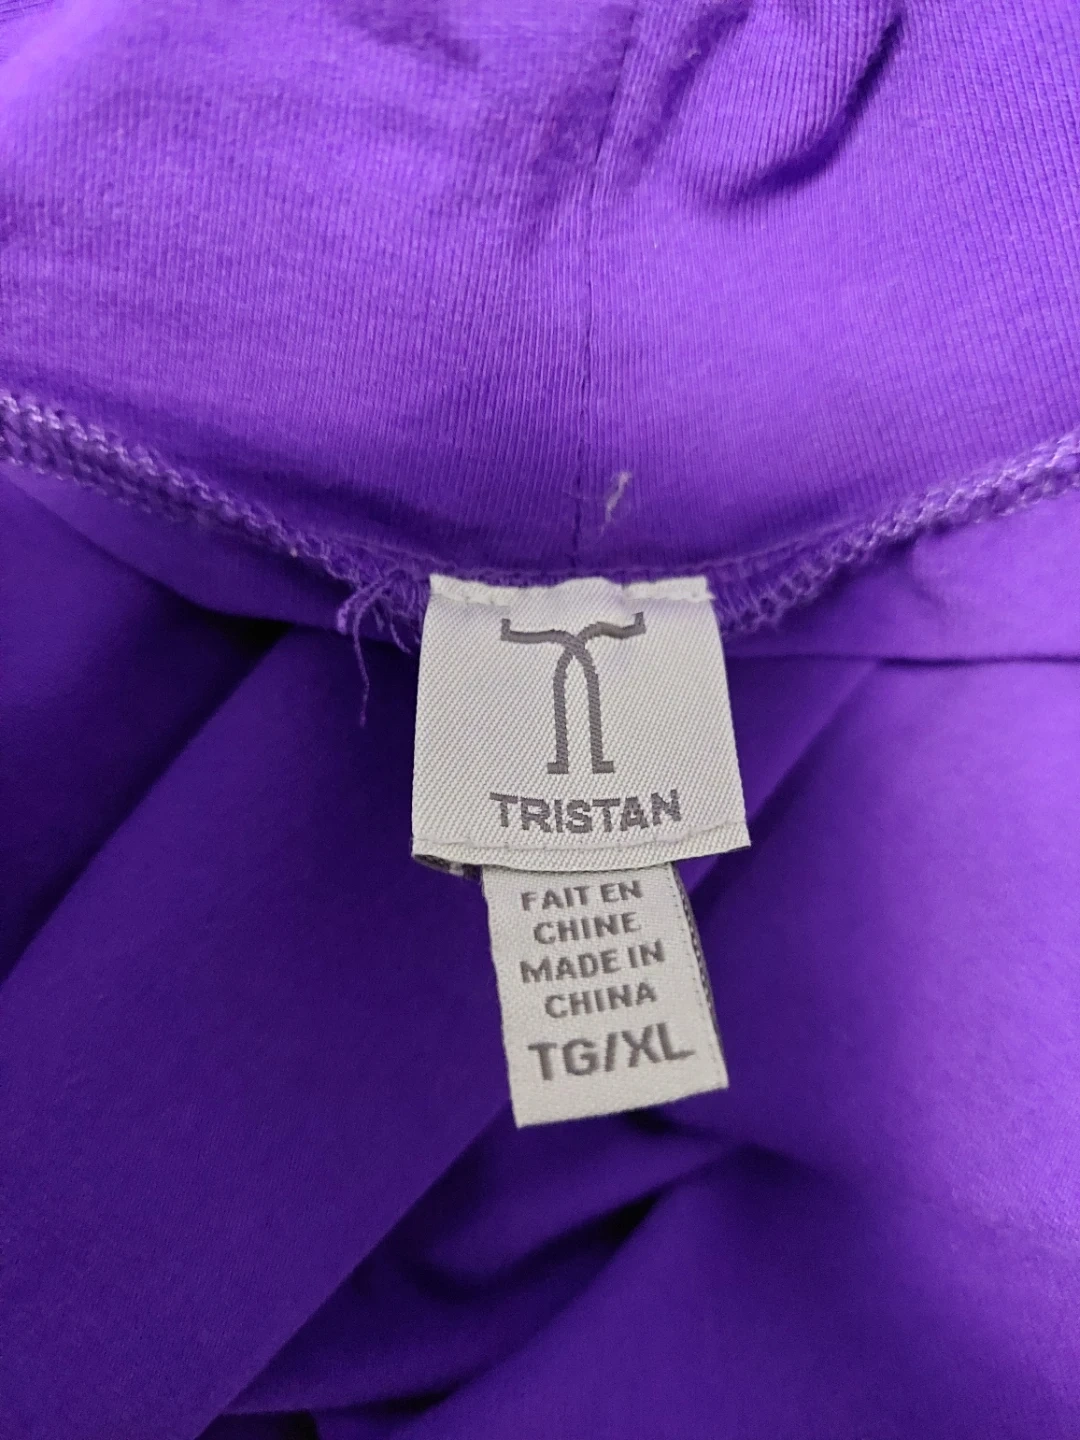 TRISTAN
FAIT EN
CHINE
MADE IN
CHINA
TG/XL